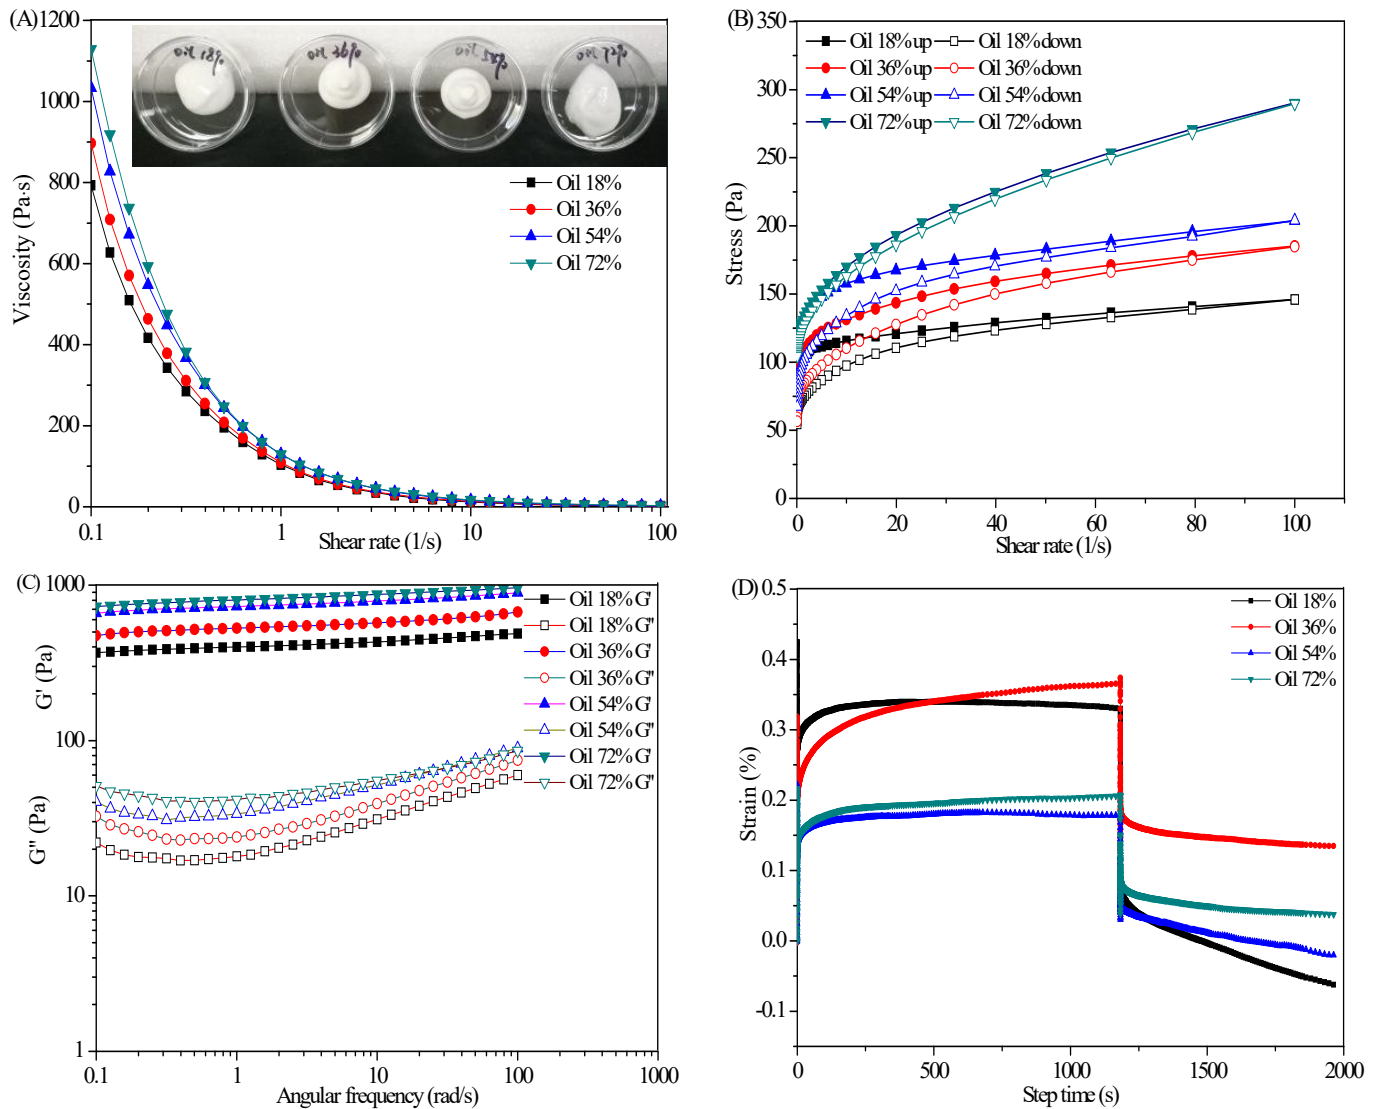 (A)
1200
1000
800
600
400
200
0
Viscosity (Pa·s)
Oil 18%
Oil 36%
Oil 54%
Oil 72%
0.1 1 10 100
Shear rate (1/s)
(B)
350
300
250
200
150
100
50
0
Stress (Pa)
Oil 18% up Oil 18% down
Oil 36% up Oil 36% down
Oil 54% up Oil 54% down
Oil 72% up Oil 72% down
0 20 40 60 80 100
Shear rate (1/s)
(C)
1000
100
10
1
G' (Pa)
G" (Pa)
Oil 18% G'
Oil 18% G"
Oil 36% G'
Oil 36% G"
Oil 54% G'
Oil 54% G"
Oil 72% G'
Oil 72% G"
0.1 1 10 100 1000
Angular frequency (rad/s)
(D)
0.5
0.4
0.3
0.2
0.1
0.0
-0.1
Strain (%)
Oil 18%
Oil 36%
Oil 54%
Oil 72%
0 500 1000 1500 2000
Step time (s)